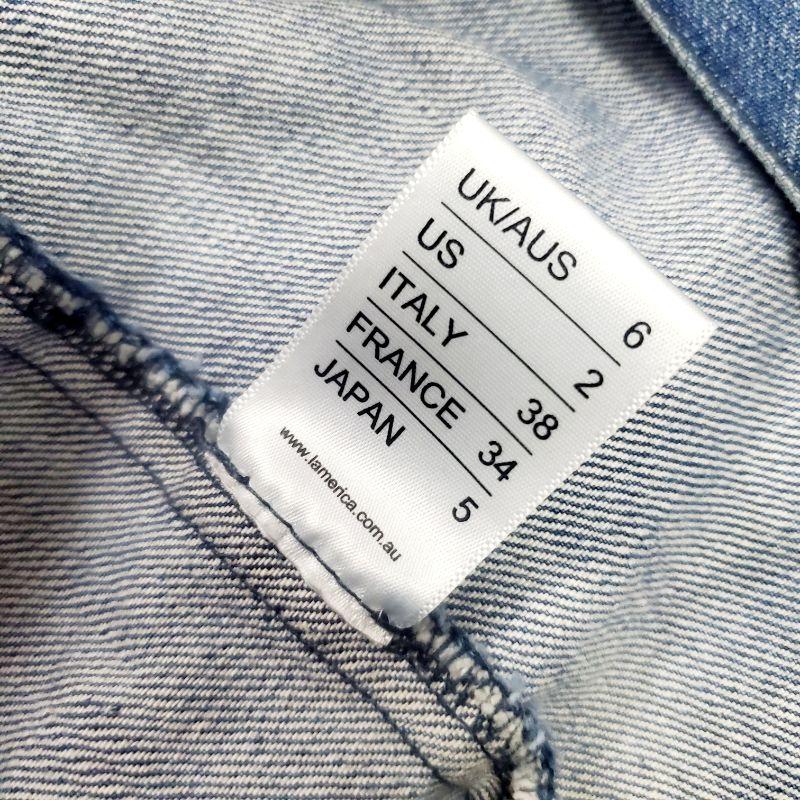 UK/AUS 6
US 2
ITALY 38
FRANCE 34
JAPAN 5
www.lamerica.com.au